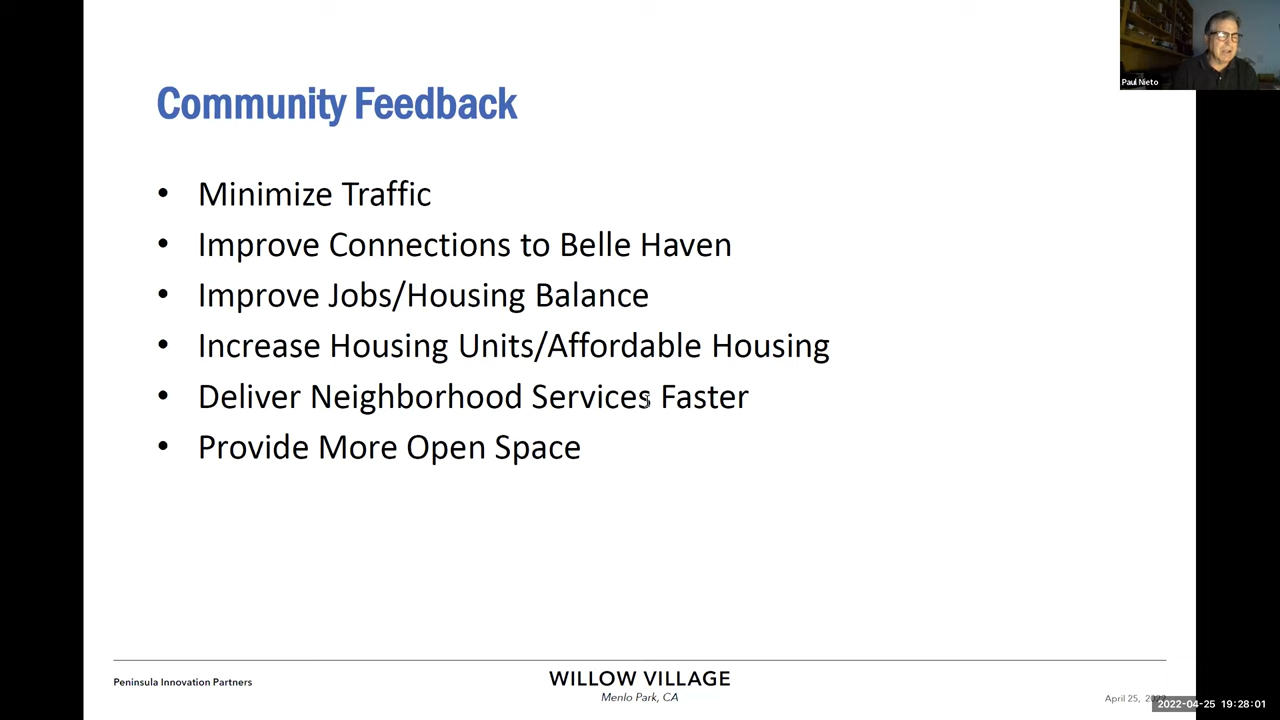 Paul Nieto
Community Feedback
• Minimize Traffic
• Improve Connections to Belle Haven
• Improve Jobs/Housing Balance
• Increase Housing Units/Affordable Housing
• Deliver Neighborhood Services Faster
• Provide More Open Space
Peninsula Innovation Partners
WILLOW VILLAGE
Menlo Park, CA
April 25, 2022
2022-04-25 19:28:01